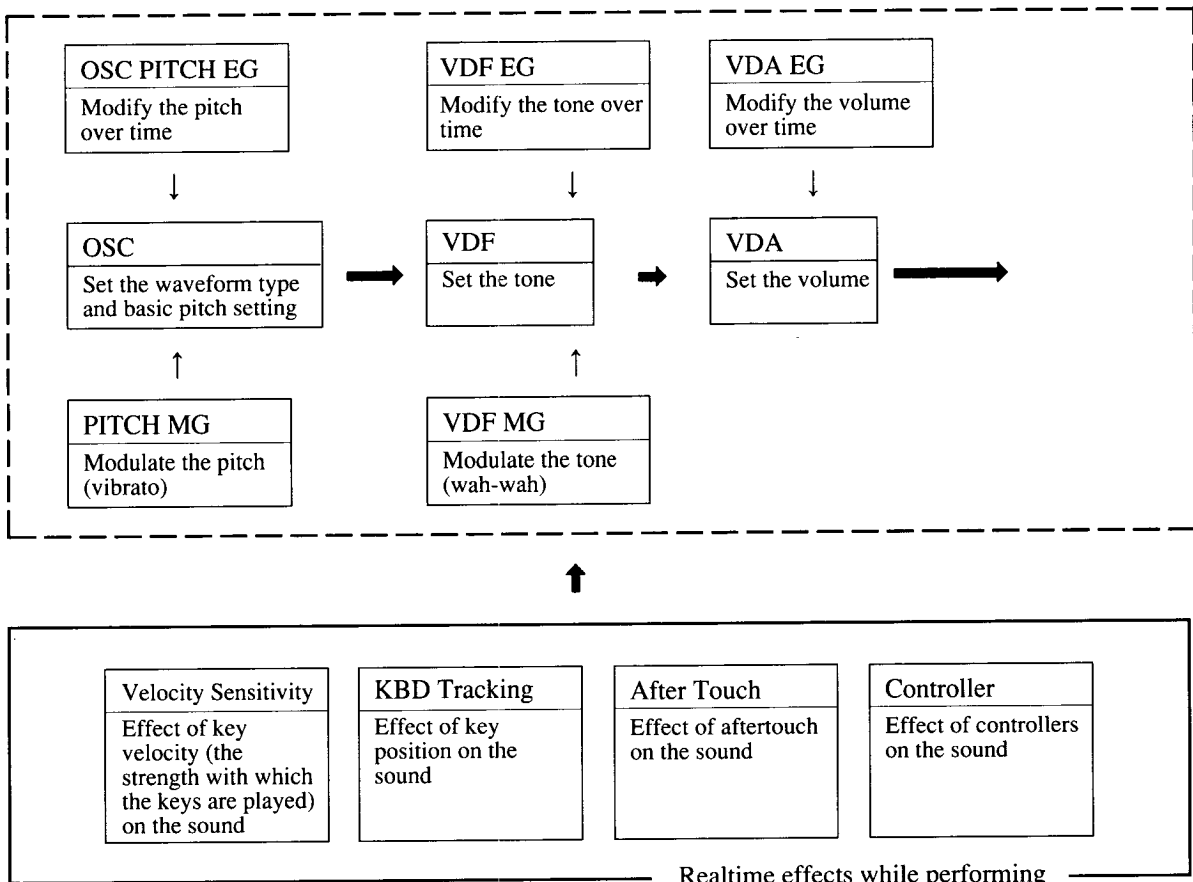 OSC PITCH EG
Modify the pitch
over time
VDF EG
Modify the tone over
time
VDA EG
Modify the volume
over time
OSC
Set the waveform type
and basic pitch setting
VDF
Set the tone
VDA
Set the volume
PITCH MG
Modulate the pitch
(vibrato)
VDF MG
Modulate the tone
(wah-wah)
Velocity Sensitivity
Effect of key
velocity (the
strength with which
the keys are played)
on the sound
KBD Tracking
Effect of key
position on the
sound
After Touch
Effect of aftertouch
on the sound
Controller
Effect of controllers
on the sound
Realtime effects while performing